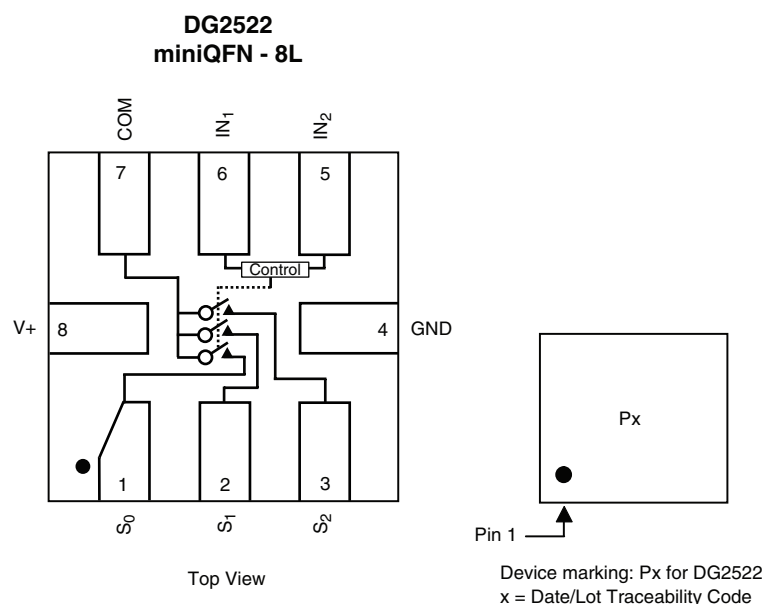 DG2522
miniQFN - 8L
COM
IN1
IN2
7
6
5
Control
V+
8
4
GND
1
2
3
S0
S1
S2
Top View
Px
Pin 1
Device marking: Px for DG2522
x = Date/Lot Traceability Code